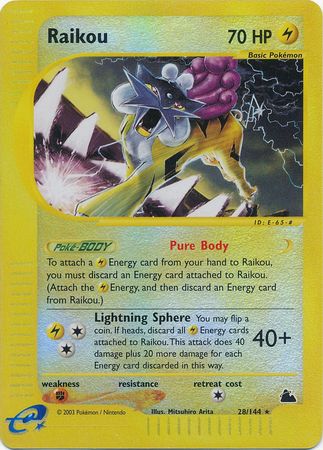 Raikou 70 HP
Basic Pokémon
ID: E-65-#
Poké-BODY Pure Body
To attach a Energy card from your hand to Raikou,
you must discard an Energy card attached to Raikou.
(Attach the Energy, and then discard an Energy card
from Raikou.)
Lightning Sphere You may flip a
coin. If heads, discard all Energy cards
attached to Raikou. This attack does 40
damage plus 20 more damage for each
Energy card discarded in this way.
40+
weakness resistance retreat cost
e © 2003 Pokémon / Nintendo Illus. Mitsuhiro Arita 28/144 ★